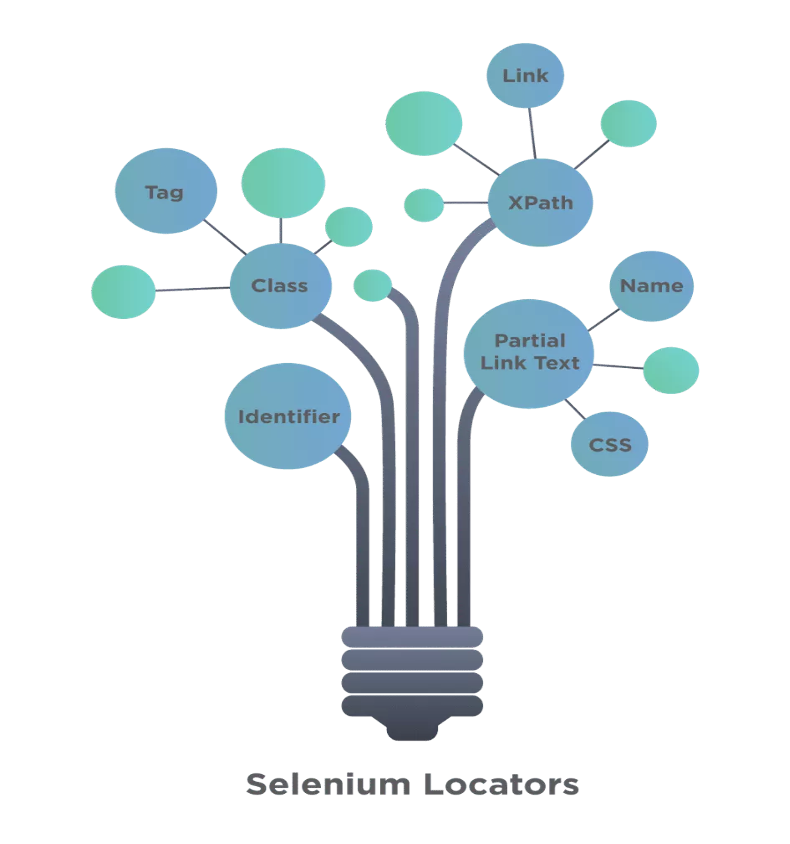 Link
Tag
XPath
Class
Name
Partial
Link Text
Identifier
CSS
Selenium Locators